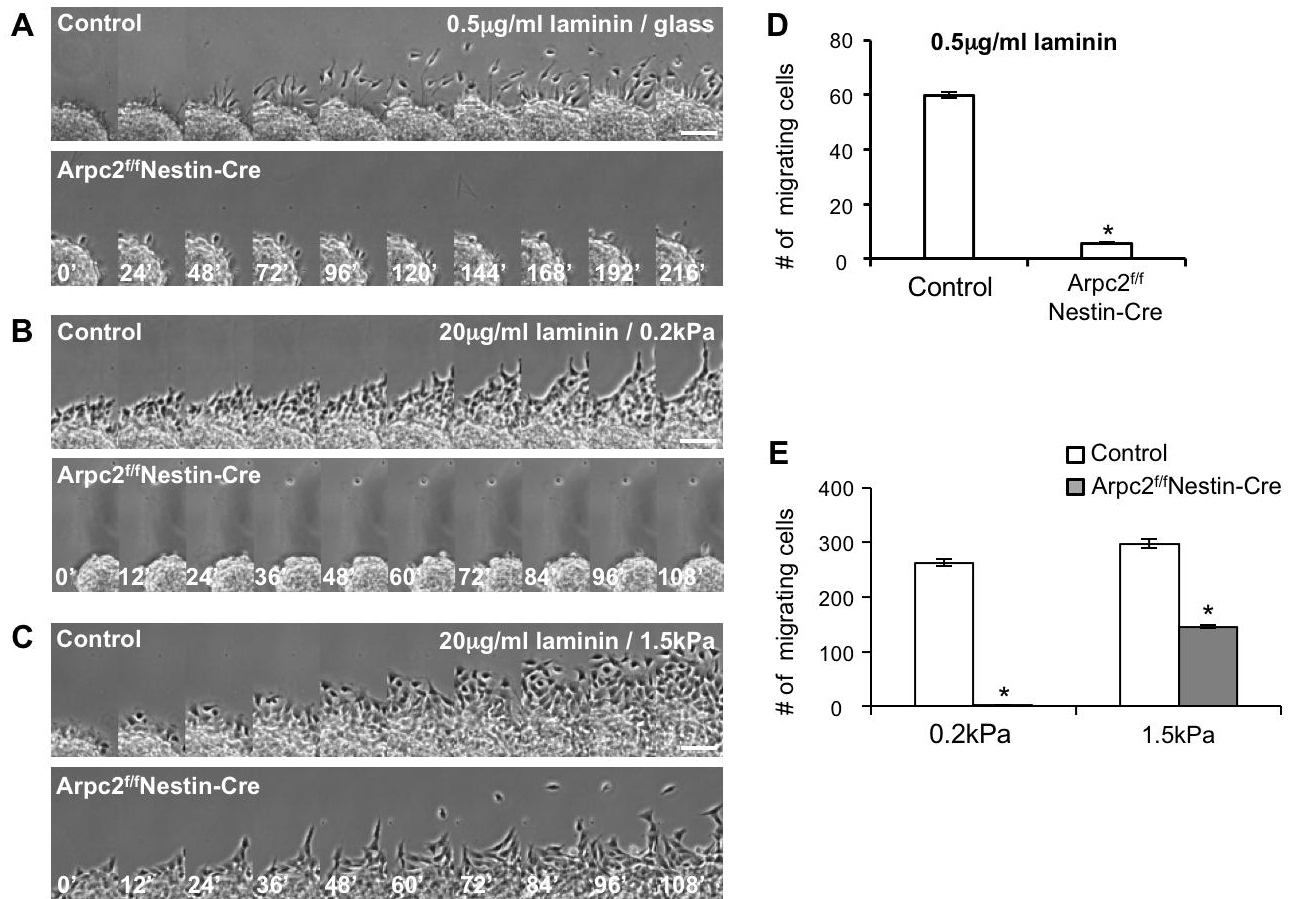 A
Control 0.5μg/ml laminin / glass
Arpc2f/fNestin-Cre
0’ 24’ 48’ 72’ 96’ 120’ 144’ 168’ 192’ 216’
B
Control 20μg/ml laminin / 0.2kPa
Arpc2f/fNestin-Cre
0’ 12’ 24’ 36’ 48’ 60’ 72’ 84’ 96’ 108’
C
Control 20μg/ml laminin / 1.5kPa
Arpc2f/fNestin-Cre
0’ 12’ 24’ 36’ 48’ 60’ 72’ 84’ 96’ 108’
D
0.5μg/ml laminin
# of migrating cells
80
60
40
20
0
*
Control
Arpc2f/f
Nestin-Cre
E
Control
Arpc2f/fNestin-Cre
# of migrating cells
400
300
200
100
0
*
*
0.2kPa 1.5kPa